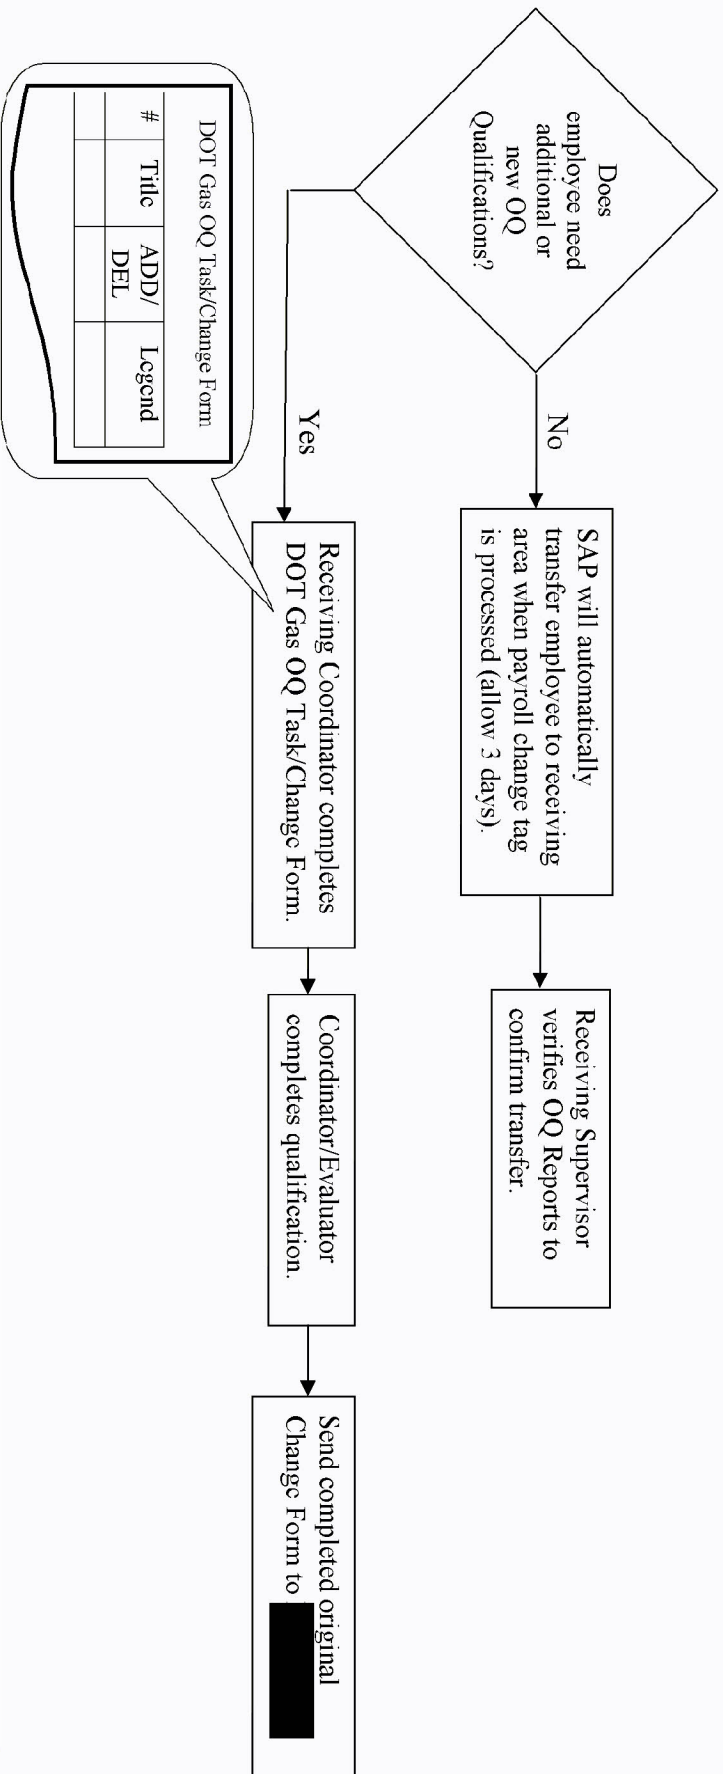 Does
employee need
additional or
new OQ
Qualifications?
No
SAP will automatically
transfer employee to receiving
area when payroll change tag
is processed (allow 3 days).
Receiving Supervisor
verifies OQ Reports to
confirm transfer.
Yes
Receiving Coordinator completes
DOT Gas OQ Task/Change Form.
Coordinator/Evaluator
completes qualification.
Send completed original
Change Form to
DOT Gas OQ Task/Change Form
# Title ADD/ Legend
DEL